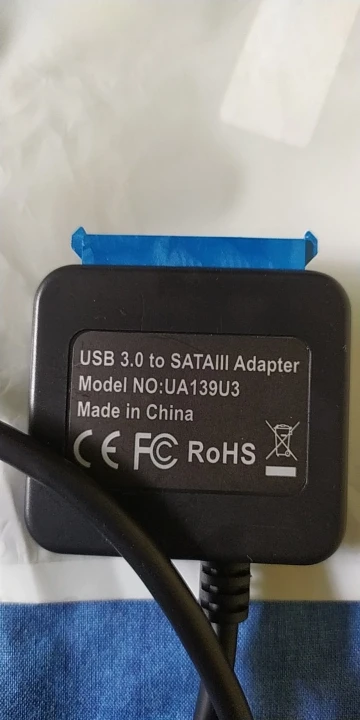 USB 3.0 to SATAIII Adapter
Model NO:UA139U3
Made in China
CE FC RoHS